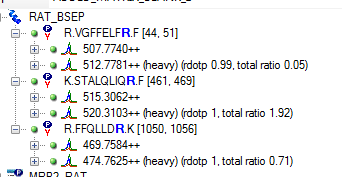 RAT_BSEP
R.VGFFELFR.F [44, 51]
507.7740++
512.7781++ (heavy) (rdotp 0.99, total ratio 0.05)
K.STALQLIQR.F [461, 469]
515.3062++
520.3103++ (heavy) (rdotp 1, total ratio 1.92)
R.FFQLLDR.K [1050, 1056]
469.7584++
474.7625++ (heavy) (rdotp 1, total ratio 0.71)
MRP2_RAT